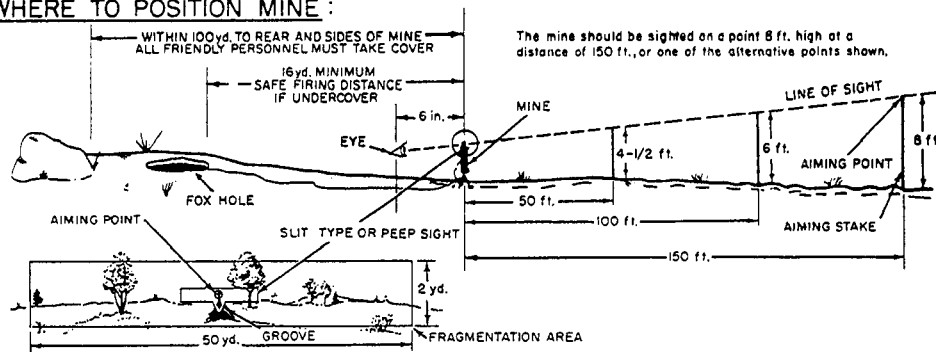 WHERE TO POSITION MINE:
WITHIN 100yd. TO REAR AND SIDES OF MINE
ALL FRIENDLY PERSONNEL MUST TAKE COVER
The mine should be sighted on a point 8 ft. high at a
distance of 150 ft., or one of the alternative points shown.
16yd. MINIMUM
SAFE FIRING DISTANCE
IF UNDERCOVER
6 in.
MINE
LINE OF SIGHT
EYE
4-1/2 ft.
6 ft.
AIMING POINT
8 ft.
FOX HOLE
50 ft.
100 ft.
AIMING STAKE
AIMING POINT
SLIT TYPE OR PEEP SIGHT
150 ft.
2 yd.
GROOVE
FRAGMENTATION AREA
50 yd.